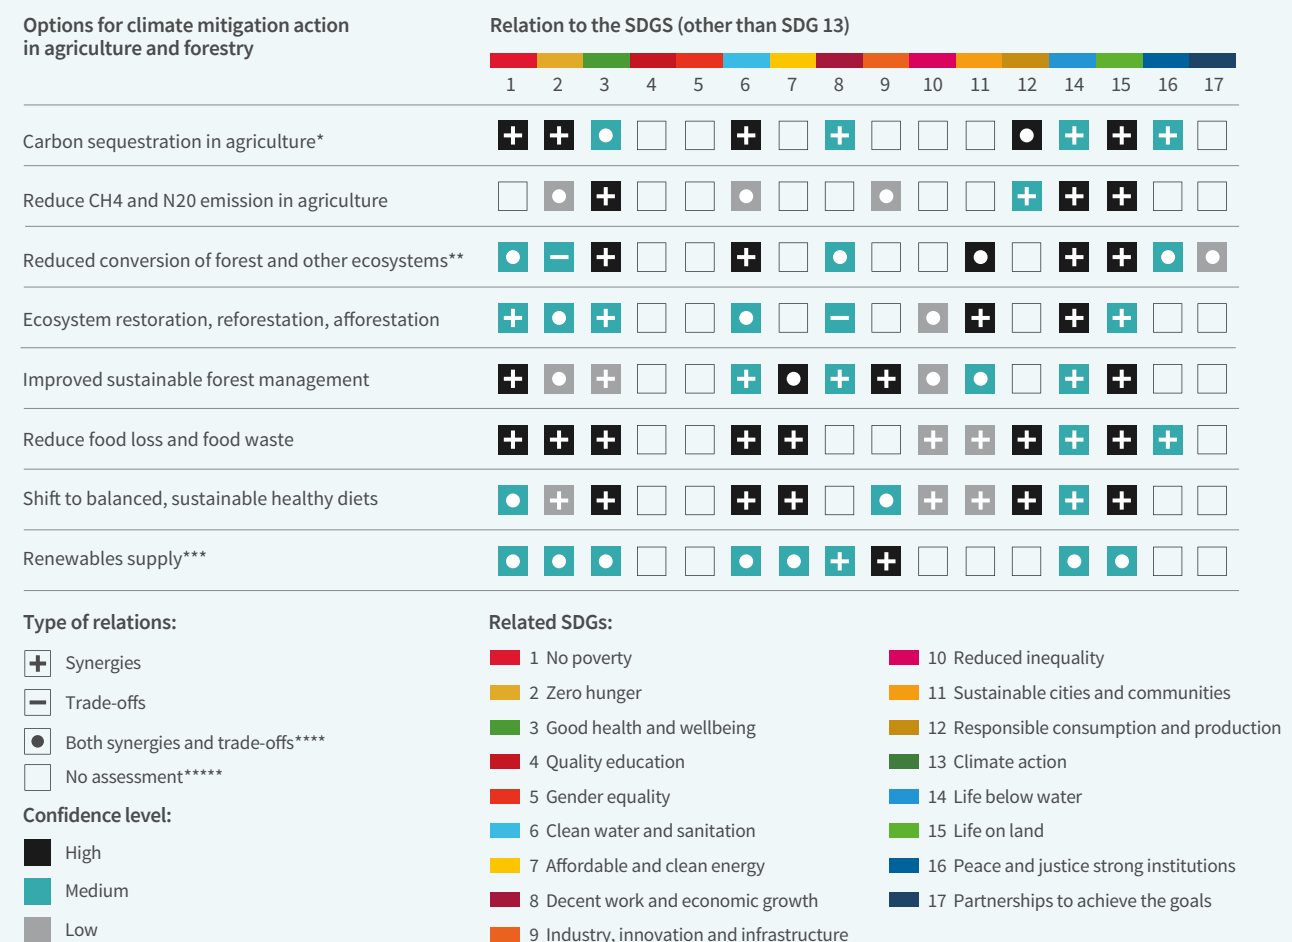 Options for climate mitigation action
in agriculture and forestry
Relation to the SDGS (other than SDG 13)
1 2 3 4 5 6 7 8 9 10 11 12 14 15 16 17
Carbon sequestration in agriculture*
Reduce CH4 and N20 emission in agriculture
Reduced conversion of forest and other ecosystems**
Ecosystem restoration, reforestation, afforestation
Improved sustainable forest management
Reduce food loss and food waste
Shift to balanced, sustainable healthy diets
Renewables supply***
Type of relations:
Synergies
Trade-offs
Both synergies and trade-offs****
No assessment*****
Confidence level:
High
Medium
Low
Related SDGs:
1 No poverty
2 Zero hunger
3 Good health and wellbeing
4 Quality education
5 Gender equality
6 Clean water and sanitation
7 Affordable and clean energy
8 Decent work and economic growth
9 Industry, innovation and infrastructure
10 Reduced inequality
11 Sustainable cities and communities
12 Responsible consumption and production
13 Climate action
14 Life below water
15 Life on land
16 Peace and justice strong institutions
17 Partnerships to achieve the goals